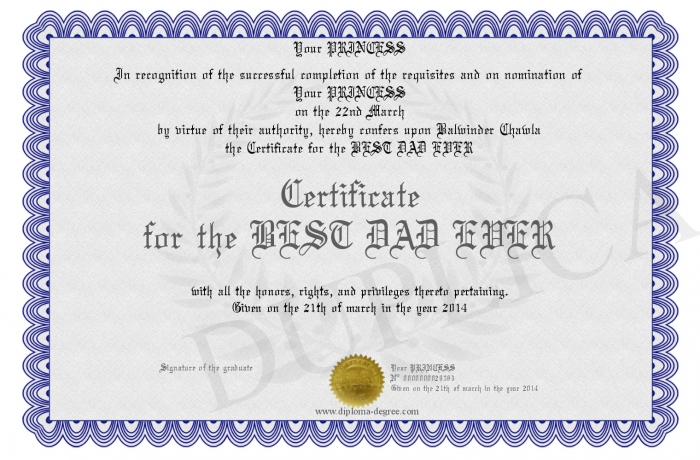 Your PRINCESS
In recognition of the successful completion of the requisites and on nomination of
Your PRINCESS
on the 22nd March
by virtue of their authority, hereby confers upon Balwinder Chawla
the Certificate for the BEST DAD EVER
Certificate
for the BEST DAD EVER
with all the honors, rights, and privileges thereto pertaining.
Given on the 21th of march in the year 2014
DUPLICA
Signature of the graduate
Your PRINCESS
Given on the 21th of march in the year 2014
www.diploma-degree.com